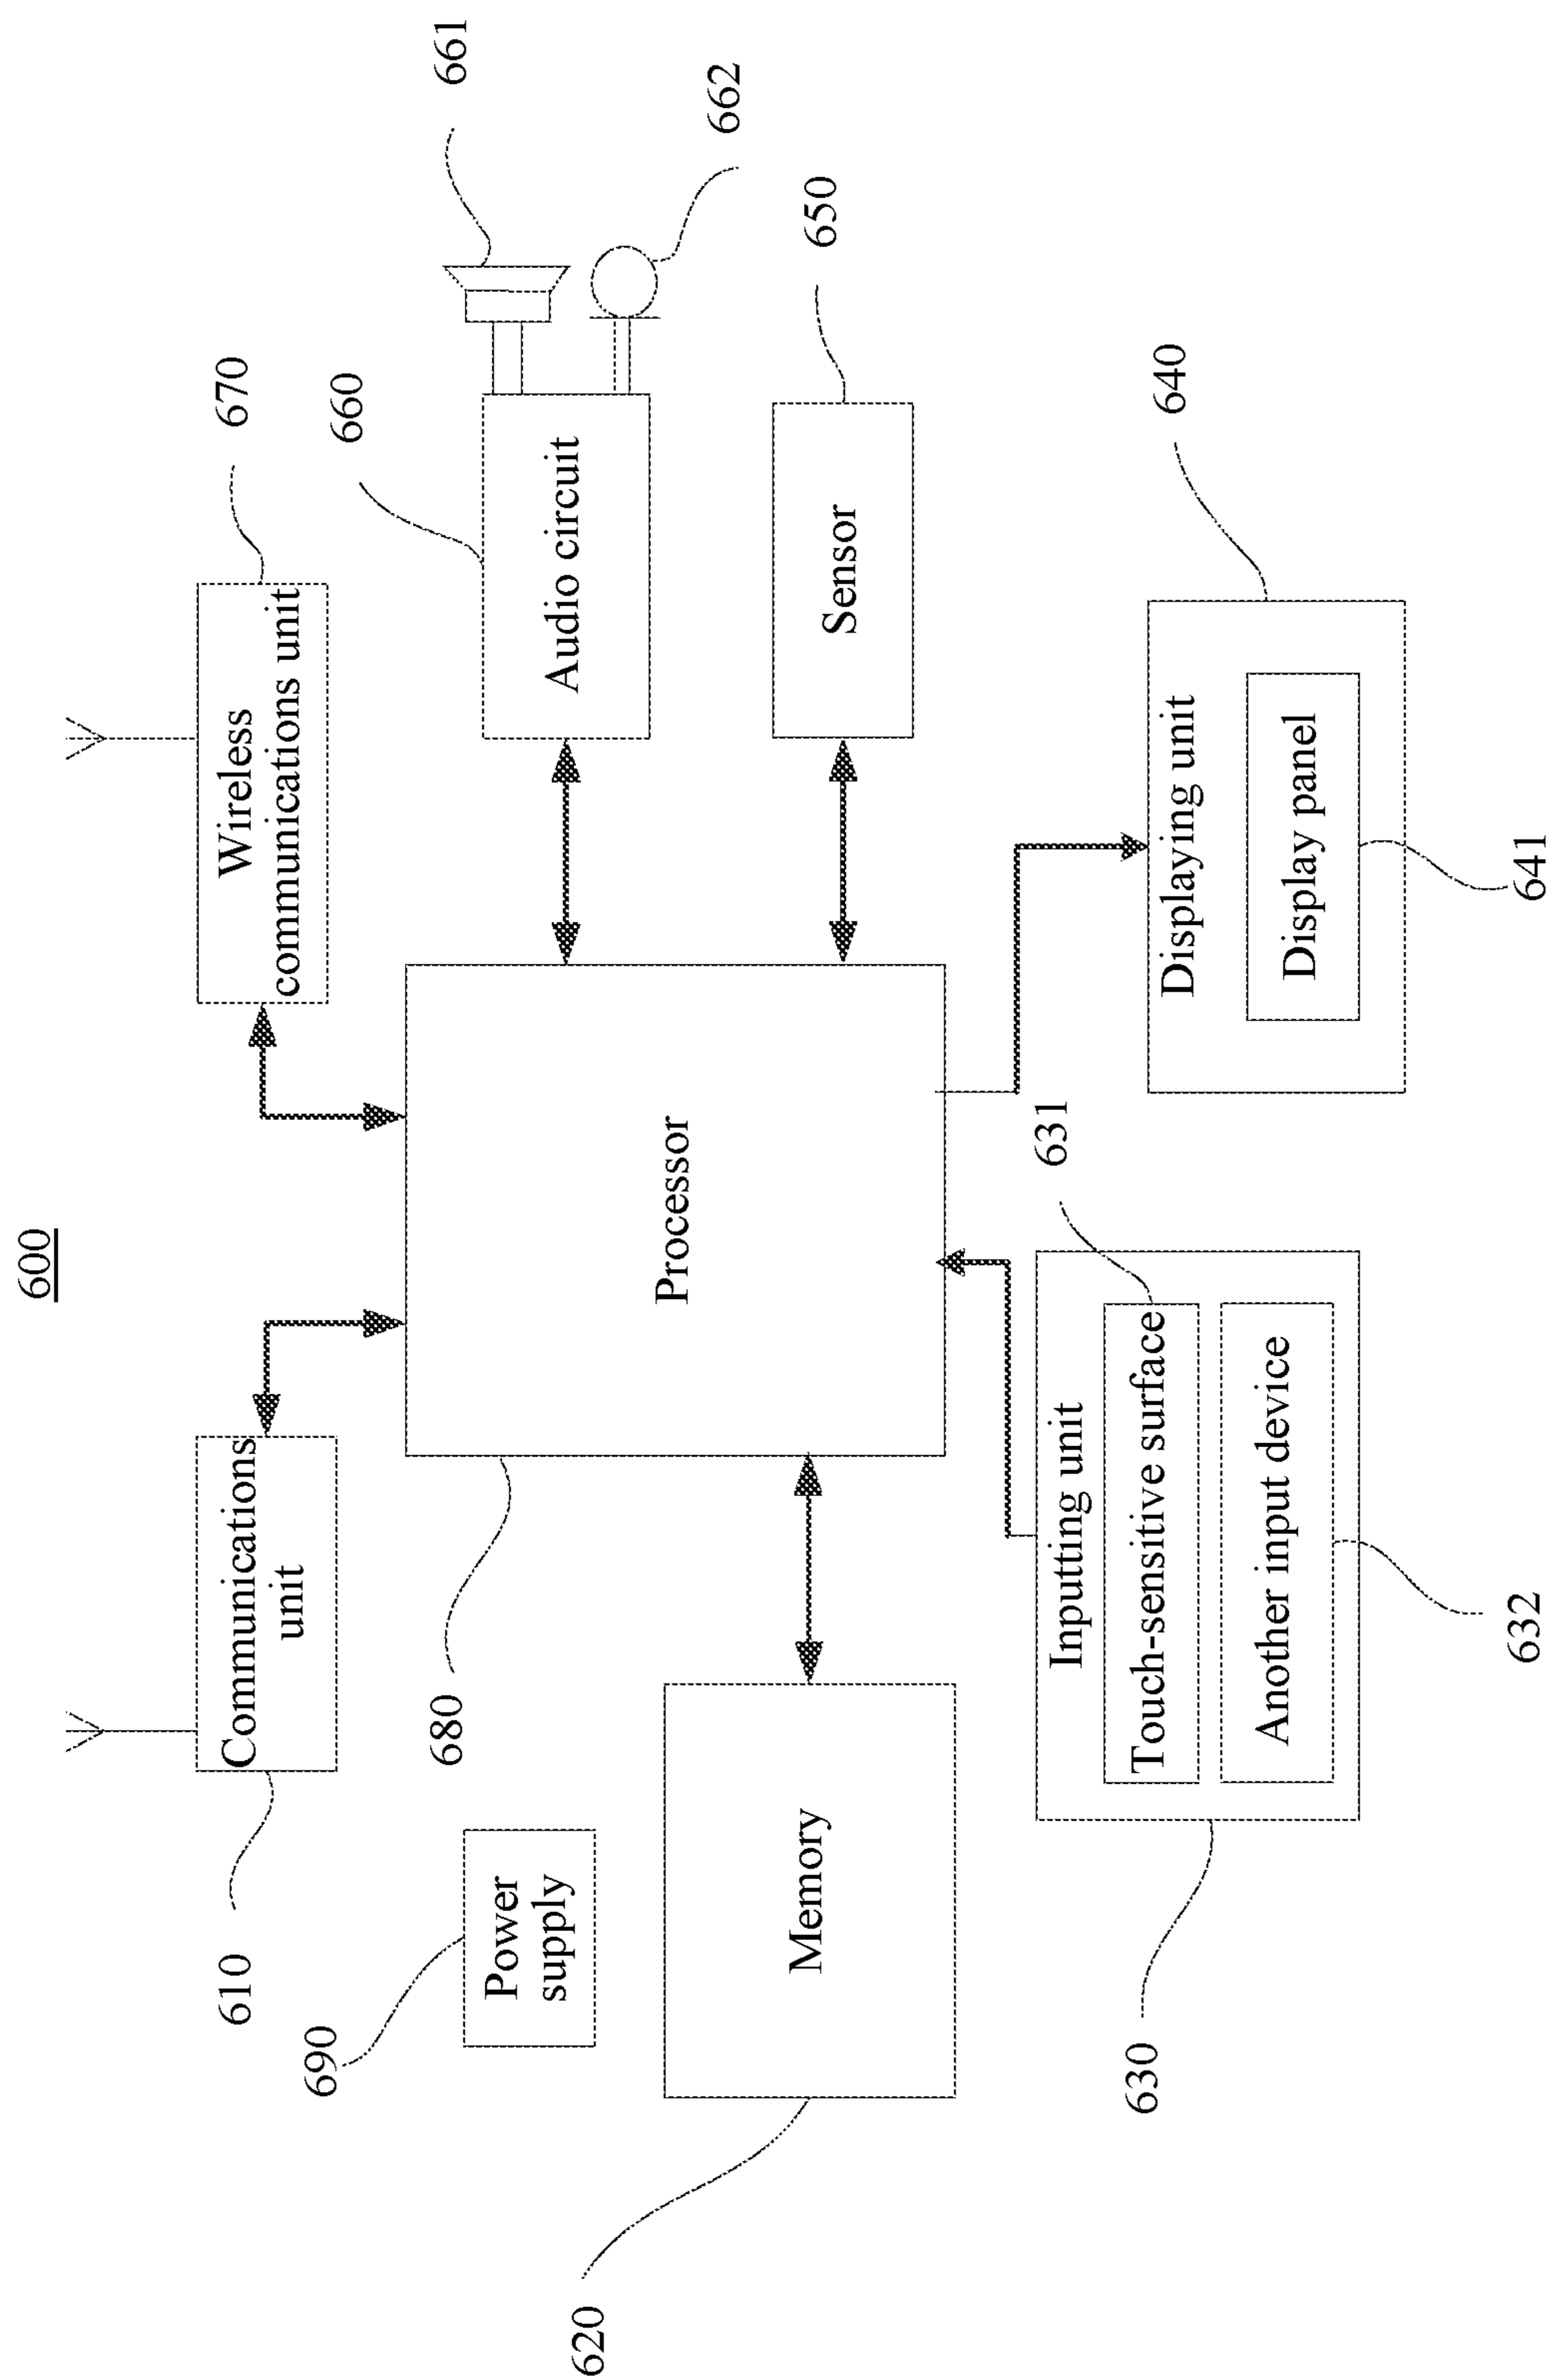 600
610
Communications
unit
Wireless
communications unit
670
690
Power
supply
680
Processor
660
Audio circuit
661
662
620
Memory
Sensor
650
630
Inputting unit
Touch-sensitive surface
631
Another input device
632
Displaying unit
640
Display panel
641